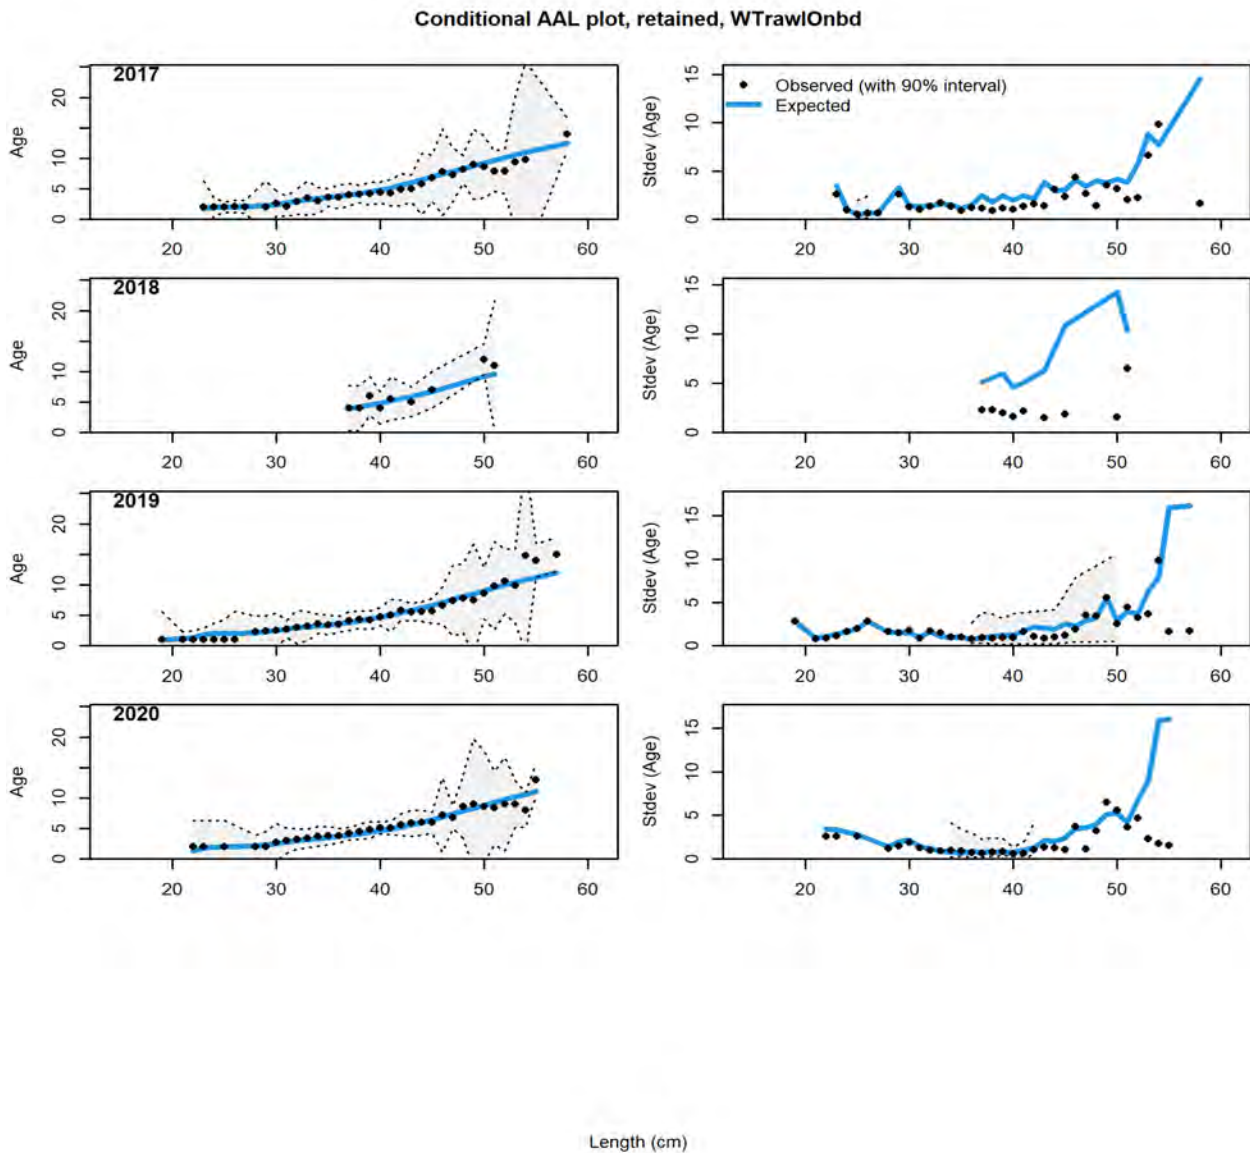 Conditional AAL plot, retained, WTrawlOnbd
2017
Age
0 5 10 20
20 30 40 50 60
Observed (with 90% interval)
Expected
Stdev (Age)
0 5 10 15
20 30 40 50 60
2018
Age
0 5 10 20
20 30 40 50 60
Stdev (Age)
0 5 10 15
20 30 40 50 60
2019
Age
0 5 10 20
20 30 40 50 60
Stdev (Age)
0 5 10 15
20 30 40 50 60
2020
Age
0 5 10 20
20 30 40 50 60
Stdev (Age)
0 5 10 15
20 30 40 50 60
Length (cm)